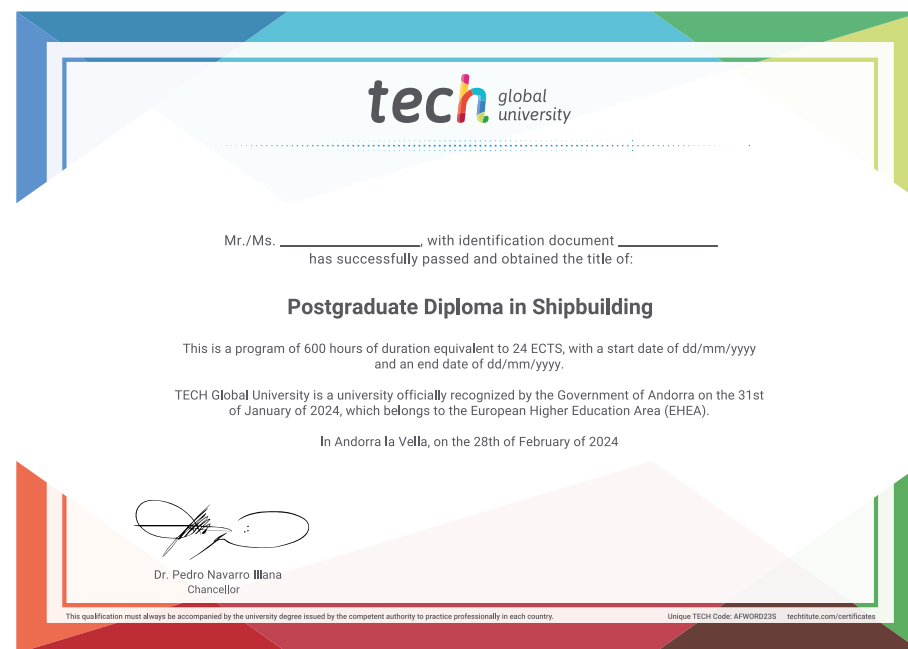 tech global
university
Mr./Ms. ____________, with identification document ____________
has successfully passed and obtained the title of:
Postgraduate Diploma in Shipbuilding
This is a program of 600 hours of duration equivalent to 24 ECTS, with a start date of dd/mm/yyyy
and an end date of dd/mm/yyyy.
TECH Global University is a university officially recognized by the Government of Andorra on the 31st
of January of 2024, which belongs to the European Higher Education Area (EHEA).
In Andorra la Vella, on the 28th of February of 2024
Dr. Pedro Navarro Illana
Chancellor
This qualification must always be accompanied by the university degree issued by the competent authority to practice professionally in each country.
Unique TECH Code: AFWORD23S techtitute.com/certificates